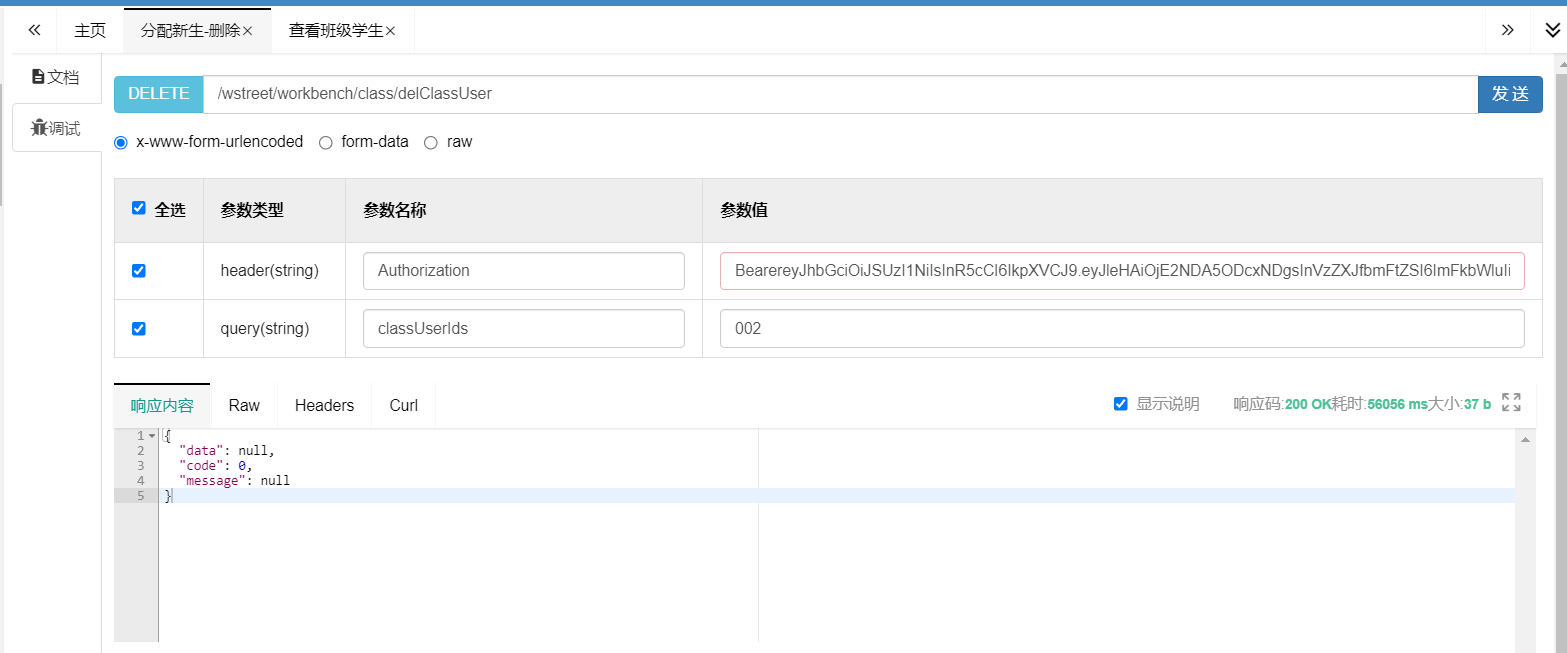 主页 分配新生-删除× 查看班级学生×
文档
调试
DELETE /wstreet/workbench/class/delClassUser 发 送
x-www-form-urlencoded form-data raw
全选 参数类型 参数名称 参数值
header(string) Authorization BearereyJhbGciOiJSUzI1NiIsInR5cCI6IkpXVCJ9.eyJleHAiOjE2NDA5ODcxNDgsInVzZXJfbmFtZSI6ImFkbWluIi
query(string) classUserIds 002
响应内容 Raw Headers Curl 显示说明 响应码:200 OK耗时:56056 ms大小:37 b
1 {
2 "data": null,
3 "code": 0,
4 "message": null
5 }